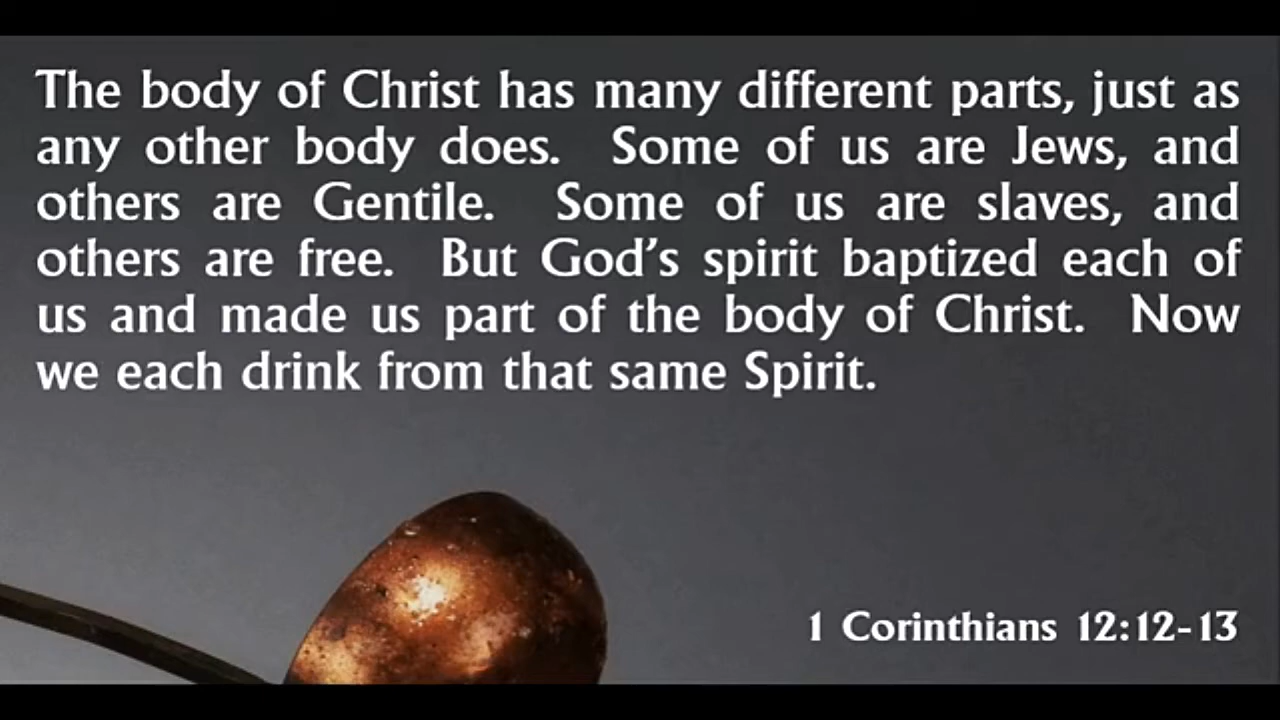 The body of Christ has many different parts, just as
any other body does. Some of us are Jews, and
others are Gentile. Some of us are slaves, and
others are free. But God’s spirit baptized each of
us and made us part of the body of Christ. Now
we each drink from that same Spirit.
1 Corinthians 12:12-13